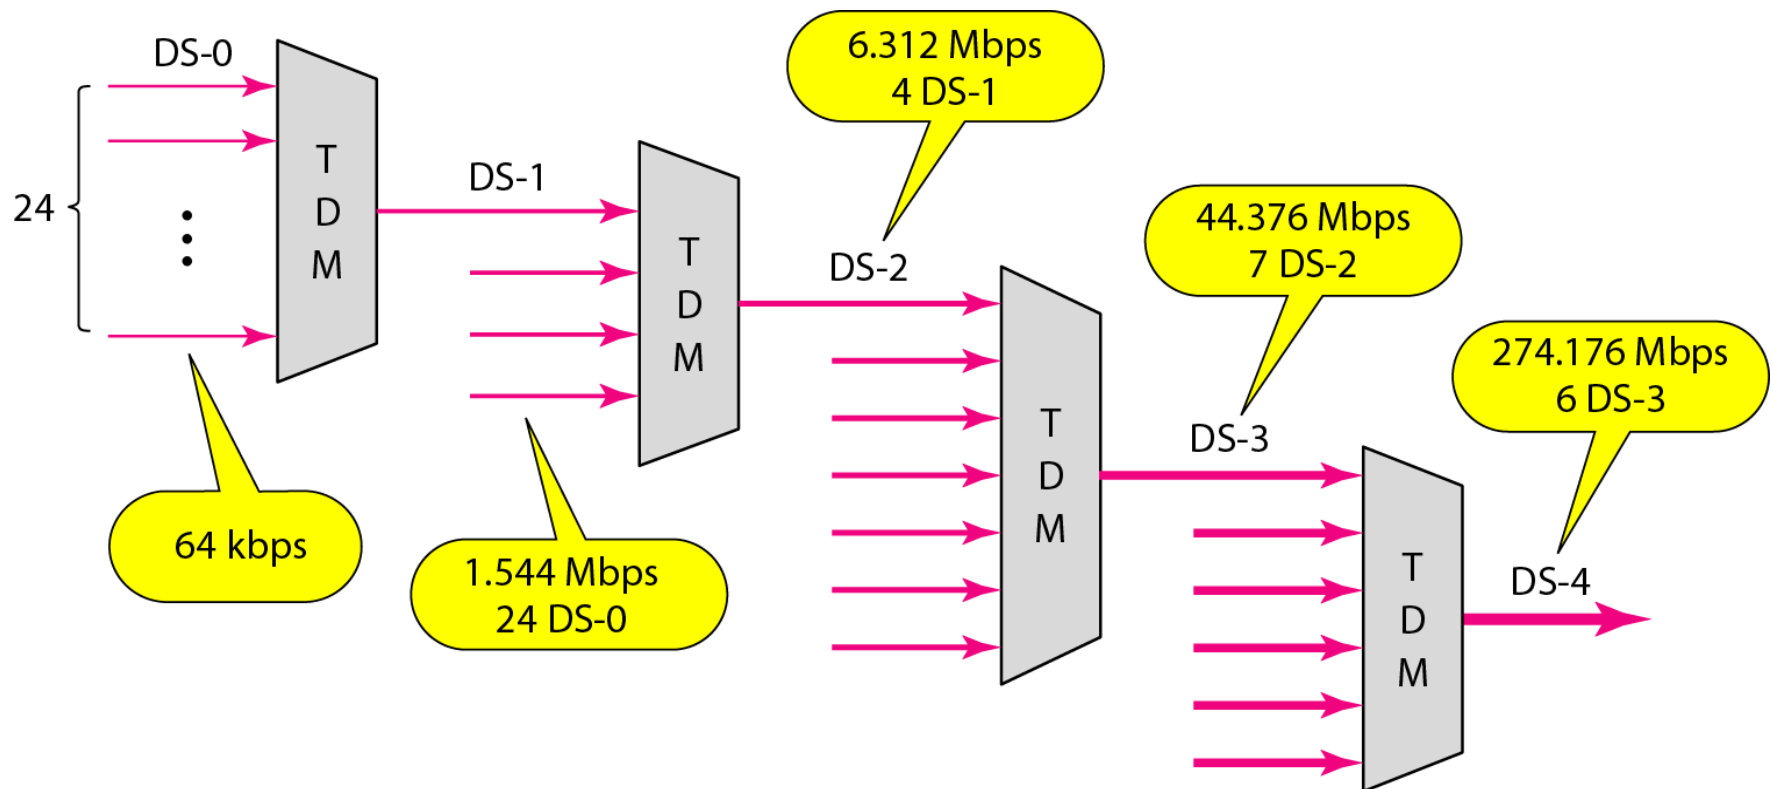 DS-0
24
T
D
M
64 kbps
DS-1
1.544 Mbps
24 DS-0
T
D
M
6.312 Mbps
4 DS-1
DS-2
T
D
M
44.376 Mbps
7 DS-2
DS-3
T
D
M
274.176 Mbps
6 DS-3
DS-4